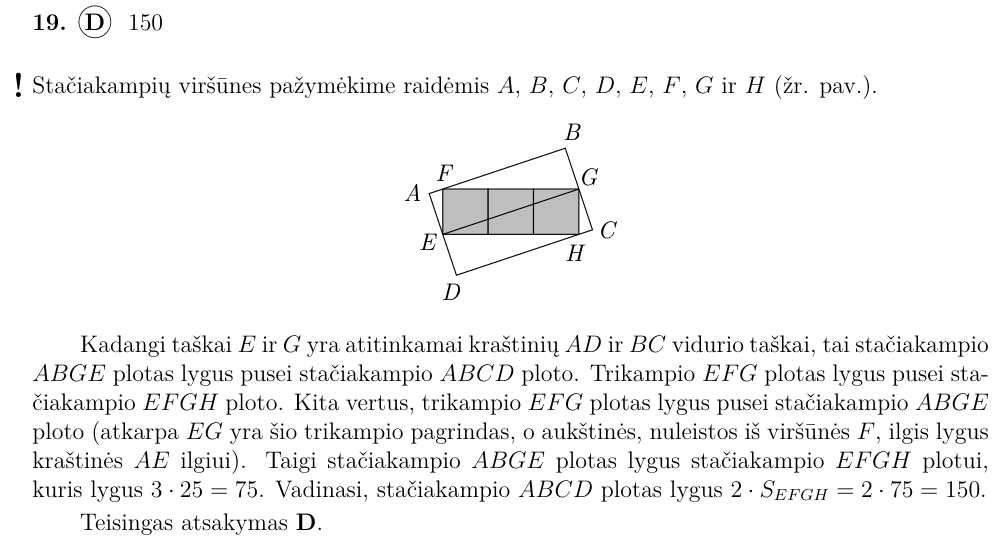 19. D 150
! Stačiakampių viršūnes pažymėkime raidėmis A, B, C, D, E, F, G ir H (žr. pav.).
B
F
G
A
E
C
H
D
Kadangi taškai E ir G yra atitinkamai kraštinių AD ir BC vidurio taškai, tai stačiakampio
ABGE plotas lygus pusei stačiakampio ABCD ploto. Trikampio EFG plotas lygus pusei sta-
čiakampio EFGH ploto. Kita vertus, trikampio EFG plotas lygus pusei stačiakampio ABGE
ploto (atkarpa EG yra šio trikampio pagrindas, o aukštinės, nuleistos iš viršūnės F, ilgis lygus
kraštinės AE ilgiui). Taigi stačiakampio ABGE plotas lygus stačiakampio EFGH plotui,
kuris lygus 3 · 25 = 75. Vadinasi, stačiakampio ABCD plotas lygus 2 · S_{EFGH} = 2 · 75 = 150.
Teisingas atsakymas D.